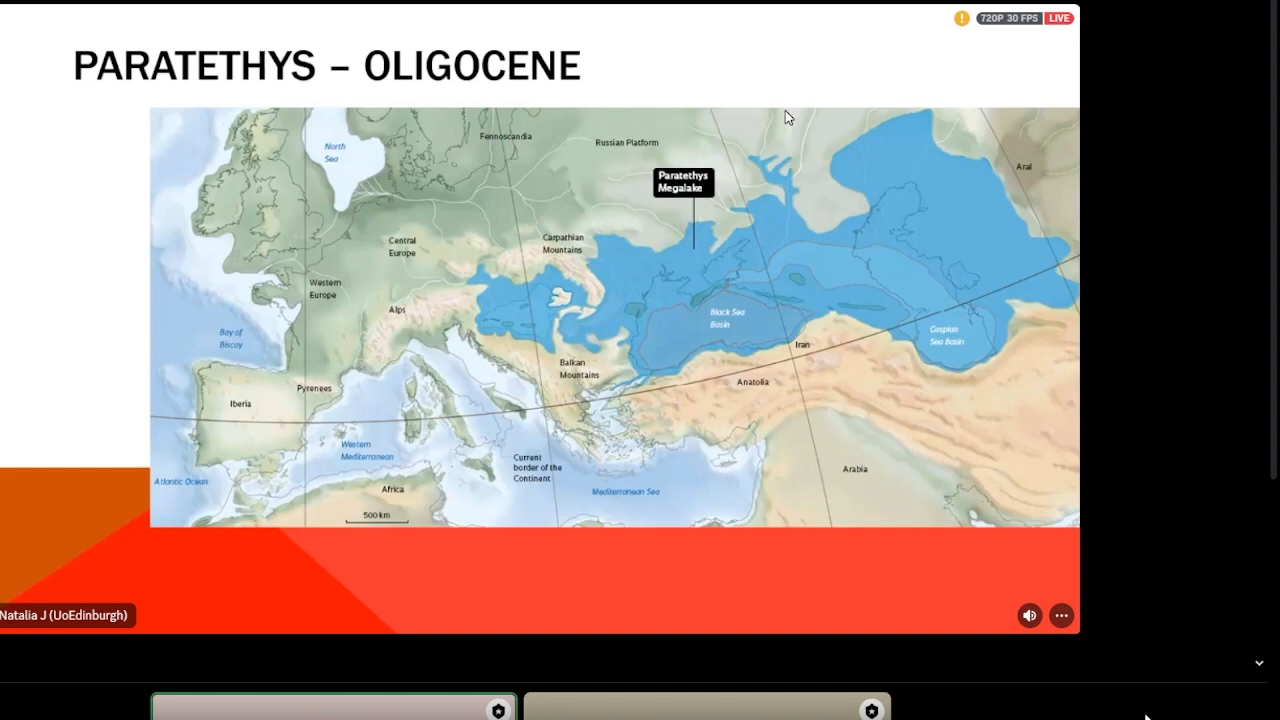 720P 30 FPS LIVE
PARATETHYS – OLIGOCENE
North
Sea
Fennoscandia
Russian Platform
Aral
Paratethys
Megalake
Central
Europe
Carpathian
Mountains
Western
Europe
Alps
Black Sea
Basin
Caspian
Sea Basin
Bay of
Biscay
Iran
Balkan
Mountains
Anatolia
Pyrenees
Iberia
Western
Mediterranean
Current
border of the
Continent
Arabia
Atlantic Ocean
Africa
Mediterranean Sea
500 km
Natalia J (UoEdinburgh)